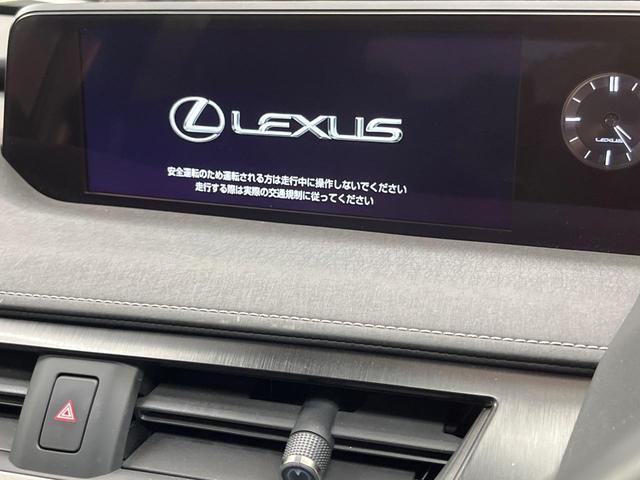 LEXUS
安全運転のため運転される方は走行中に操作しないでください
走行する際は実際の交通規制に従ってください
LEXUS